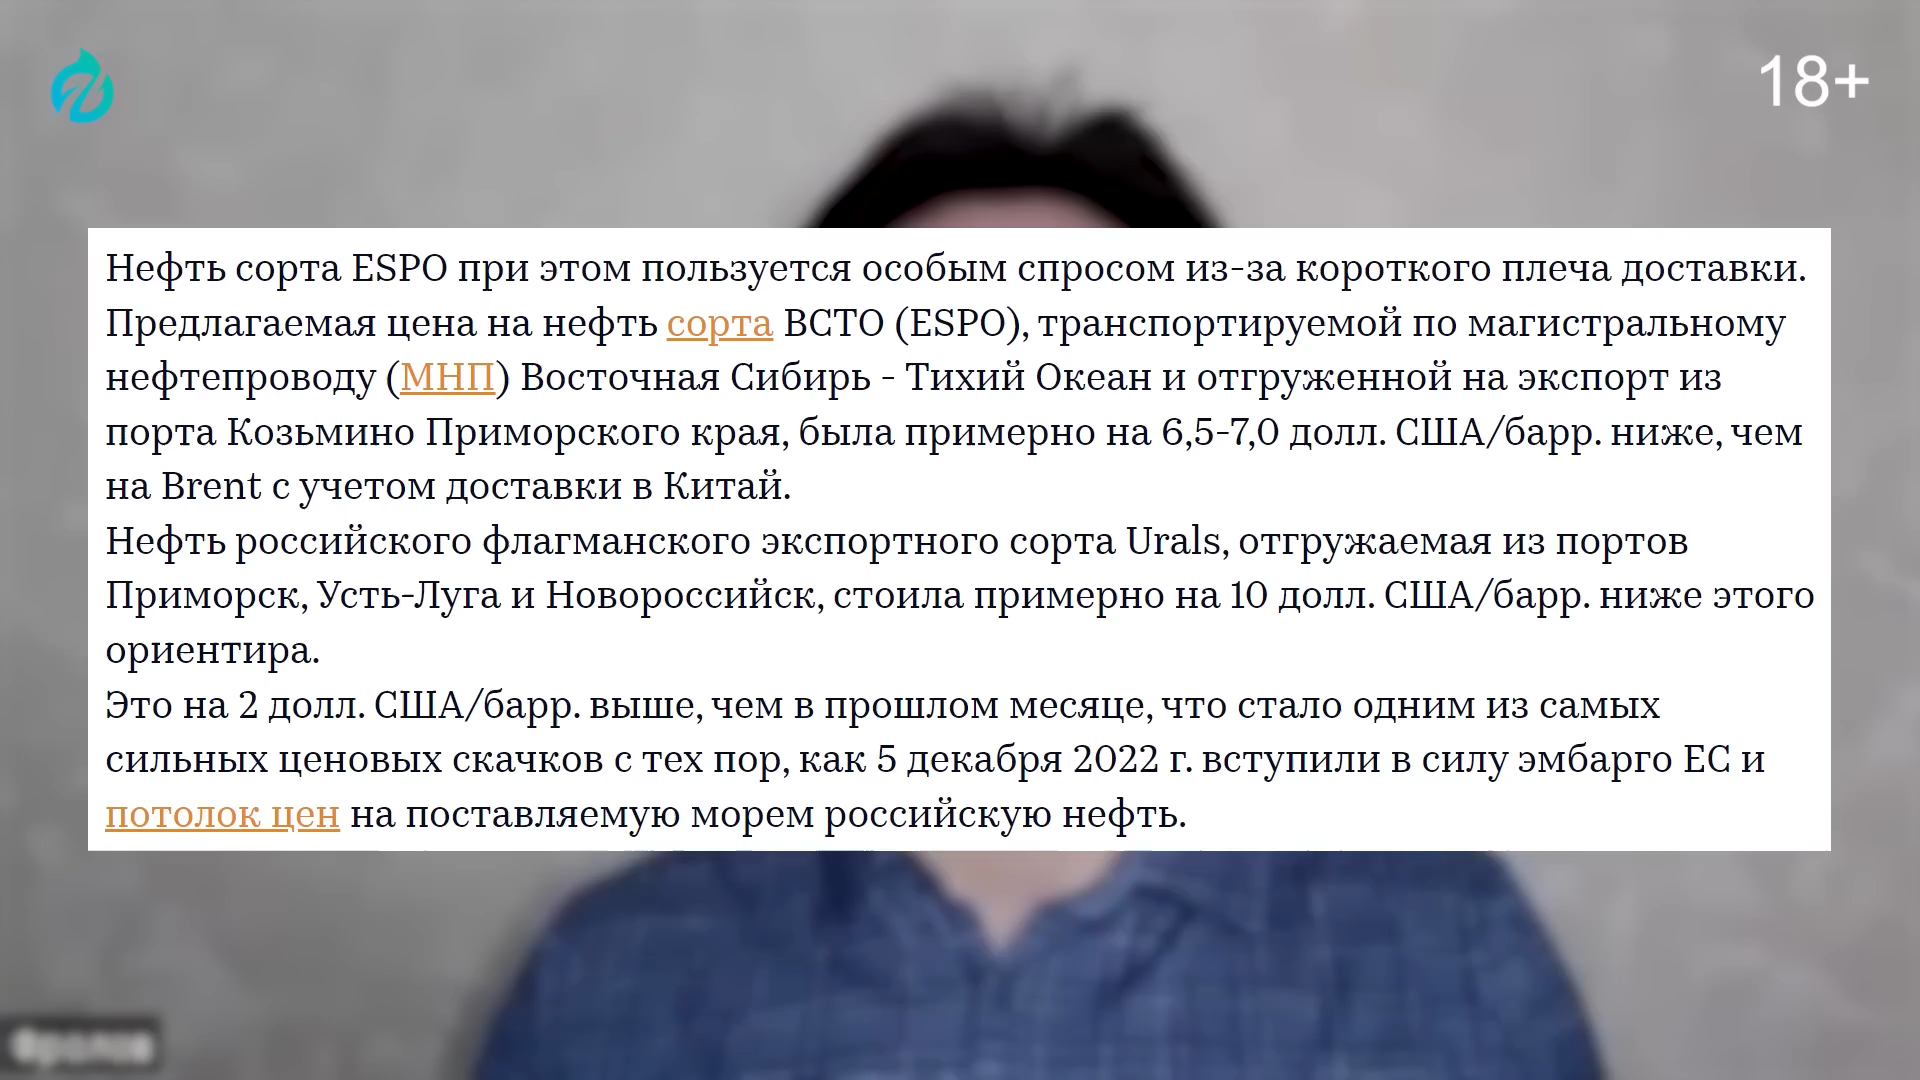 18+
Нефть сорта ESPO при этом пользуется особым спросом из-за короткого плеча доставки.
Предлагаемая цена на нефть сорта ВСТО (ESPO), транспортируемой по магистральному
нефтепроводу (МНП) Восточная Сибирь - Тихий Океан и отгруженной на экспорт из
порта Козьмино Приморского края, была примерно на 6,5-7,0 долл. США/барр. ниже, чем
на Brent с учетом доставки в Китай.
Нефть российского флагманского экспортного сорта Urals, отгружаемая из портов
Приморск, Усть-Луга и Новороссийск, стоила примерно на 10 долл. США/барр. ниже этого
ориентира.
Это на 2 долл. США/барр. выше, чем в прошлом месяце, что стало одним из самых
сильных ценовых скачков с тех пор, как 5 декабря 2022 г. вступили в силу эмбарго ЕС и
потолок цен на поставляемую морем российскую нефть.